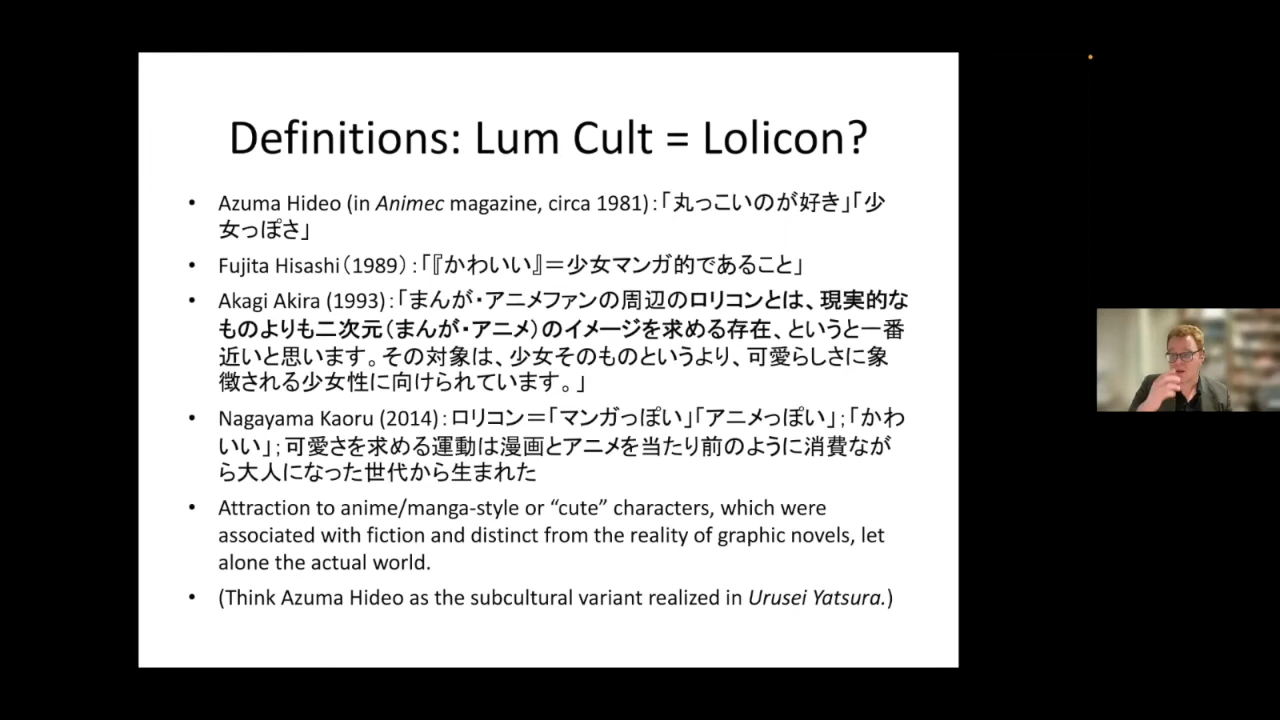 Definitions: Lum Cult = Lolicon?
• Azuma Hideo (in Animec magazine, circa 1981):「丸っこいのが好き」「少
女っぽさ」
• Fujita Hisashi（1989）:「『かわいい』＝少女マンガ的であること」
• Akagi Akira (1993):「まんが・アニメファンの周辺のロリコンとは、現実的な
ものよりも二次元（まんが・アニメ）のイメージを求める存在、というと一番
近いと思います。その対象は、少女そのものというより、可愛らしさに象
徴される少女性に向けられています。」
• Nagayama Kaoru (2014):ロリコン＝「マンガっぽい」「アニメっぽい」;「かわ
いい」;可愛さを求める運動は漫画とアニメを当たり前のように消費なが
ら大人になった世代から生まれた
• Attraction to anime/manga-style or “cute” characters, which were
associated with fiction and distinct from the reality of graphic novels, let
alone the actual world.
• (Think Azuma Hideo as the subcultural variant realized in Urusei Yatsura.)